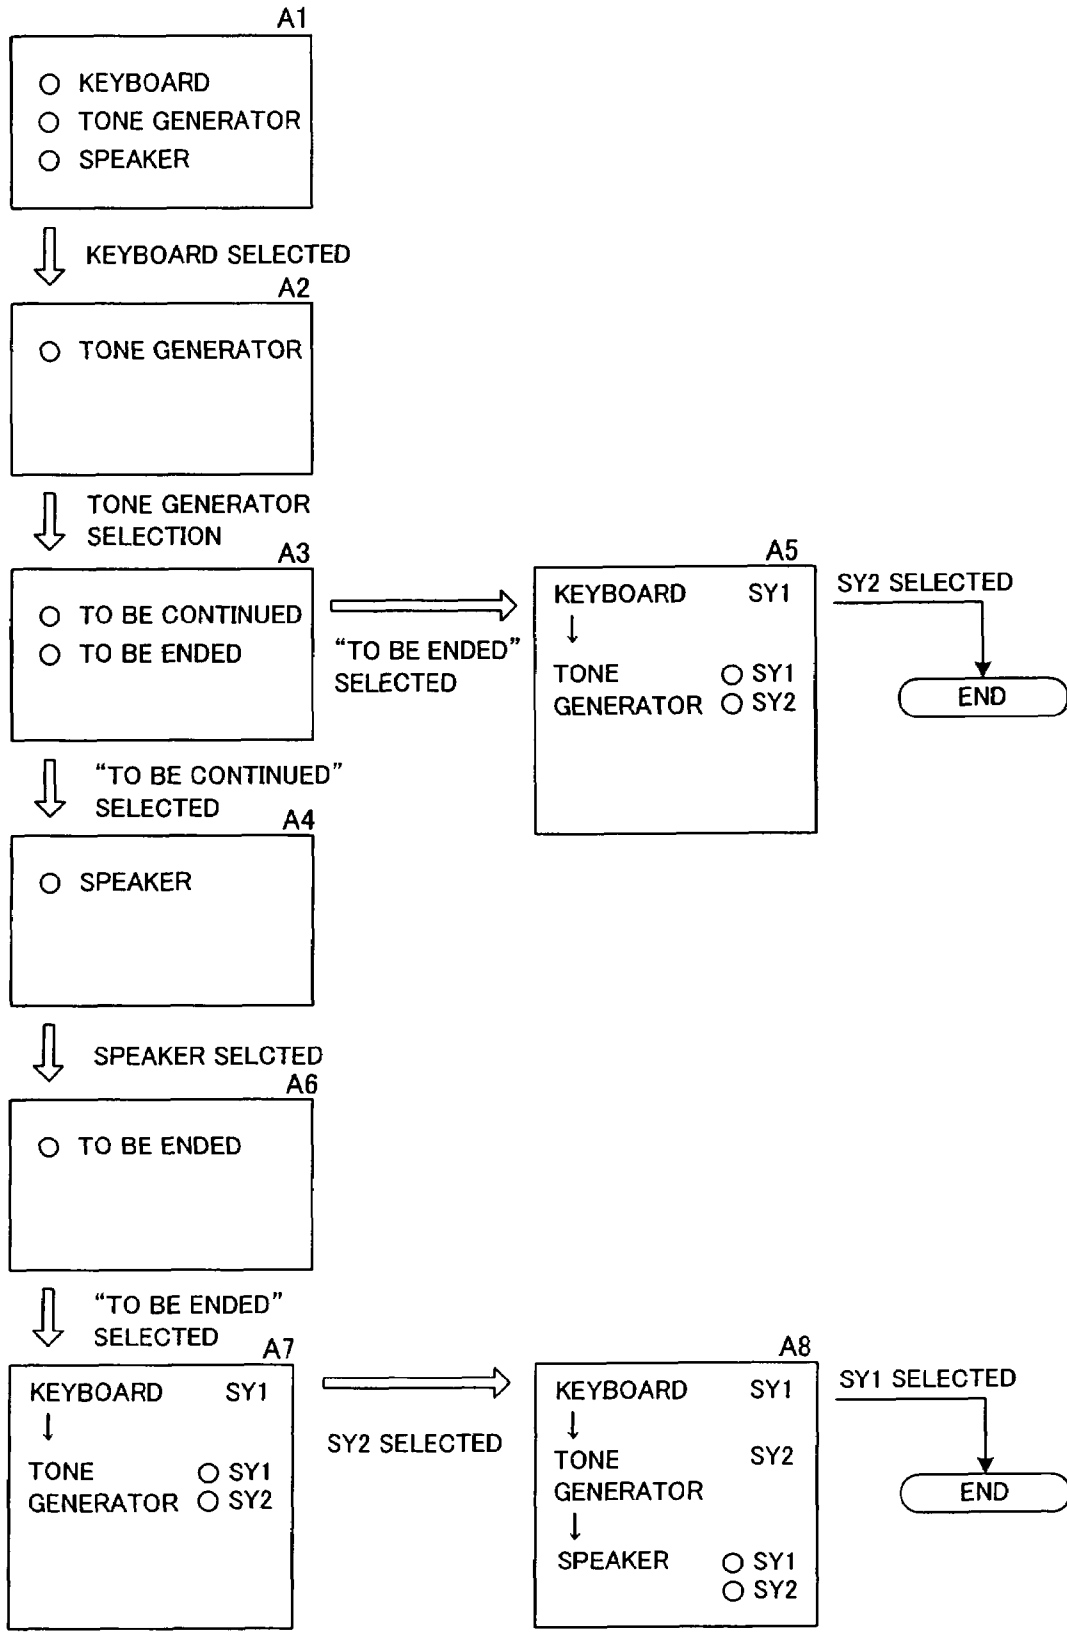 A1
KEYBOARD
TONE GENERATOR
SPEAKER
KEYBOARD SELECTED
A2
TONE GENERATOR
TONE GENERATOR
SELECTION
A3
TO BE CONTINUED
TO BE ENDED
“TO BE ENDED”
SELECTED
A5
KEYBOARD SY1
TONE SY1
GENERATOR SY2
SY2 SELECTED
END
“TO BE CONTINUED”
SELECTED
A4
SPEAKER
SPEAKER SELCTED
A6
TO BE ENDED
“TO BE ENDED”
SELECTED
A7
KEYBOARD SY1
TONE SY1
GENERATOR SY2
SY2 SELECTED
A8
KEYBOARD SY1
TONE SY2
GENERATOR
SPEAKER SY1
SY2
SY1 SELECTED
END